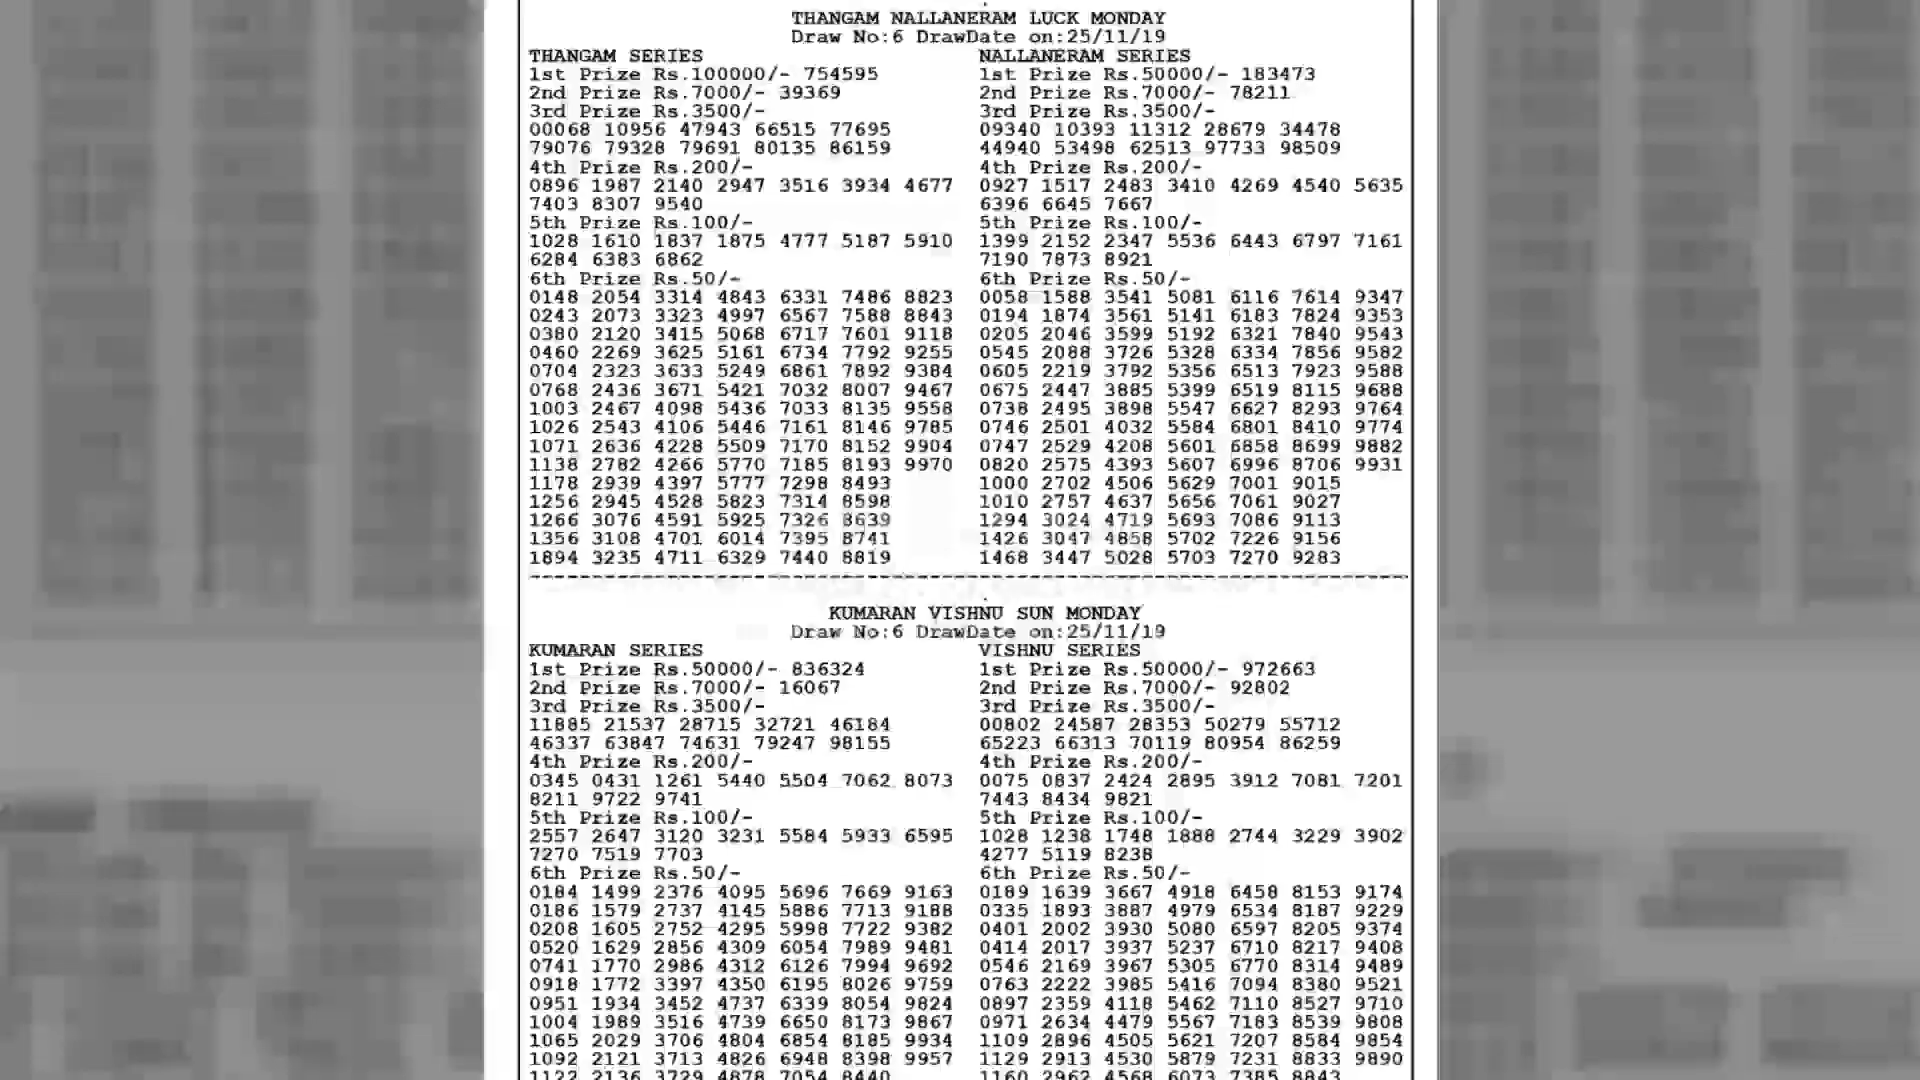 THANGAM NALLANERAM LUCK MONDAY
Draw No:6 DrawDate on:25/11/19
THANGAM SERIES
1st Prize Rs.100000/- 754595
2nd Prize Rs.7000/- 39369
3rd Prize Rs.3500/-
00068 10956 47943 66515 77695
79076 79328 79691 80135 86159
4th Prize Rs.200/-
0896 1987 2140 2947 3516 3934 4677
7403 8307 9540
5th Prize Rs.100/-
1028 1610 1837 1875 4777 5187 5910
6284 6383 6862
6th Prize Rs.50/-
0148 2054 3314 4843 6331 7486 8823
0243 2073 3323 4997 6567 7588 8843
0380 2120 3415 5068 6717 7601 9118
0460 2269 3625 5161 6734 7792 9255
0704 2323 3633 5249 6861 7892 9384
0768 2436 3671 5421 7032 8007 9467
1003 2467 4098 5436 7033 8135 9558
1026 2543 4106 5446 7161 8146 9785
1071 2636 4228 5509 7170 8152 9904
1138 2782 4266 5770 7185 8193 9970
1178 2939 4397 5777 7298 8493
1256 2945 4528 5823 7314 8598
1266 3076 4591 5925 7326 8639
1356 3108 4701 6014 7395 8741
1894 3235 4711 6329 7440 8819
NALLANERAM SERIES
1st Prize Rs.50000/- 183473
2nd Prize Rs.7000/- 78211
3rd Prize Rs.3500/-
09340 10393 11312 28679 34478
44940 53498 62513 97733 98509
4th Prize Rs.200/-
0927 1517 2483 3410 4269 4540 5635
6396 6645 7667
5th Prize Rs.100/-
1399 2152 2347 5536 6443 6797 7161
7190 7873 8921
6th Prize Rs.50/-
0058 1588 3541 5081 6116 7614 9347
0194 1874 3561 5141 6183 7824 9353
0205 2046 3599 5192 6321 7840 9543
0545 2088 3726 5328 6334 7856 9582
0605 2219 3792 5356 6513 7923 9588
0675 2447 3885 5399 6519 8115 9688
0738 2495 3898 5547 6627 8293 9764
0746 2501 4032 5584 6801 8410 9774
0747 2529 4208 5601 6858 8699 9882
0820 2575 4393 5607 6996 8706 9931
1000 2702 4506 5629 7001 9015
1010 2757 4637 5656 7061 9027
1294 3024 4719 5693 7086 9113
1426 3047 4858 5702 7226 9156
1468 3447 5028 5703 7270 9283
KUMARAN VISHNU SUN MONDAY
Draw No:6 DrawDate on:25/11/19
KUMARAN SERIES
1st Prize Rs.50000/- 836324
2nd Prize Rs.7000/- 16067
3rd Prize Rs.3500/-
11885 21537 28715 32721 46184
46337 63847 74631 79247 98155
4th Prize Rs.200/-
0345 0431 1261 5440 5504 7062 8073
8211 9722 9741
5th Prize Rs.100/-
2557 2647 3120 3231 5584 5933 6595
7270 7519 7703
6th Prize Rs.50/-
0184 1499 2376 4095 5696 7669 9163
0186 1579 2737 4145 5886 7713 9188
0208 1605 2752 4295 5998 7722 9382
0520 1629 2856 4309 6054 7989 9481
0741 1770 2986 4312 6126 7994 9692
0918 1772 3397 4350 6195 8026 9759
0951 1934 3452 4737 6339 8054 9824
1004 1989 3516 4739 6650 8173 9867
1065 2029 3706 4804 6854 8185 9934
1092 2121 3713 4826 6948 8398 9957
1122 2136 3729 4878 7054 8440
VISHNU SERIES
1st Prize Rs.50000/- 972663
2nd Prize Rs.7000/- 92802
3rd Prize Rs.3500/-
00802 24587 28353 50279 55712
65223 66313 70119 80954 86259
4th Prize Rs.200/-
0075 0837 2424 2895 3912 7081 7201
7443 8434 9821
5th Prize Rs.100/-
1028 1238 1748 1888 2744 3229 3902
4277 5119 8238
6th Prize Rs.50/-
0189 1639 3667 4918 6458 8153 9174
0335 1893 3887 4979 6534 8187 9229
0401 2002 3930 5080 6597 8205 9374
0414 2017 3937 5237 6710 8217 9408
0546 2169 3967 5305 6770 8314 9489
0763 2222 3985 5416 7094 8380 9521
0897 2359 4118 5462 7110 8527 9710
0971 2634 4479 5567 7183 8539 9808
1109 2896 4505 5621 7207 8584 9854
1129 2913 4530 5879 7231 8833 9890
1160 2962 4568 6073 7385 8843